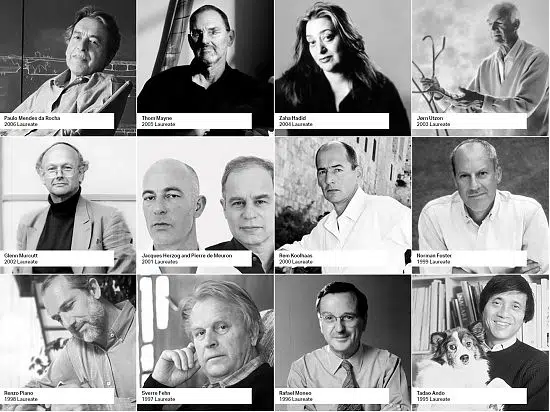 Paulo Mendes da Rocha
2006 Laureate
Thom Mayne
2005 Laureate
Zaha Hadid
2004 Laureate
Jørn Utzon
2003 Laureate
Glenn Murcutt
2002 Laureate
Jacques Herzog and Pierre de Meuron
2001 Laureates
Rem Koolhaas
2000 Laureate
Norman Foster
1999 Laureate
Renzo Piano
1998 Laureate
Sverre Fehn
1997 Laureate
Rafael Moneo
1996 Laureate
Tadao Ando
1995 Laureate